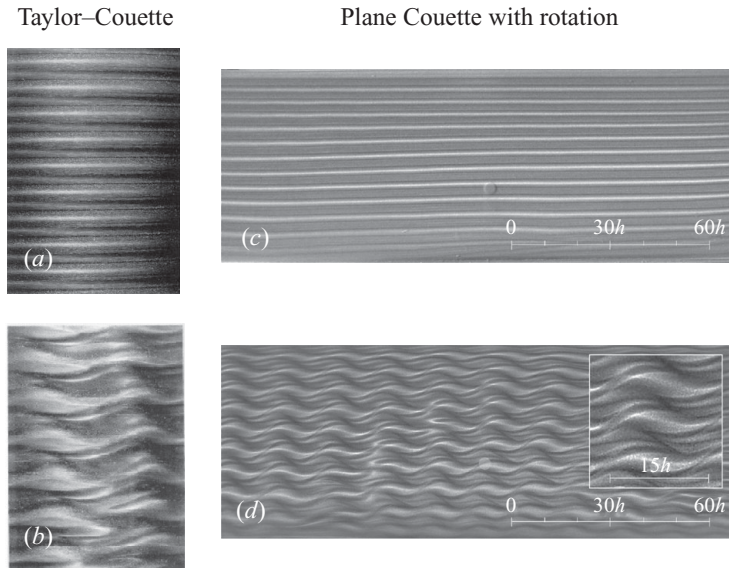 Taylor–Couette
Plane Couette with rotation
(a)
(c)
0 30h 60h
(b)
(d)
15h
0 30h 60h